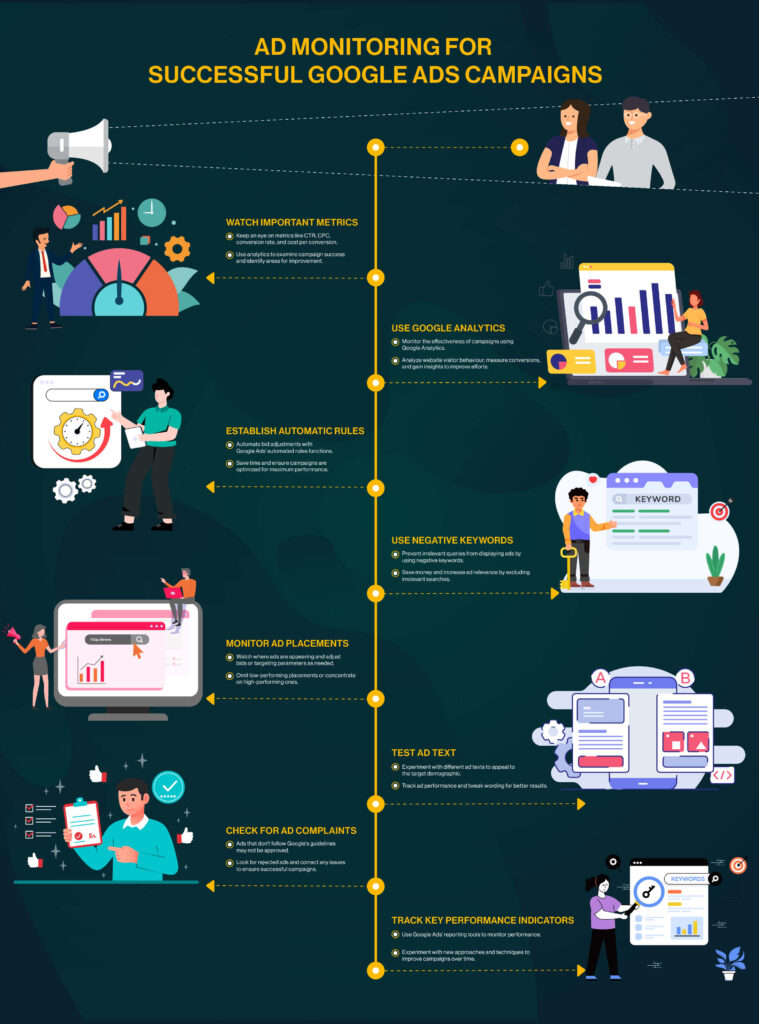 AD MONITORING FOR
SUCCESSFUL GOOGLE ADS CAMPAIGNS
WATCH IMPORTANT METRICS
Keep an eye on metrics like CTR, CPC,
conversion rate, and cost per conversion.
Use analytics to examine campaign success
and identify areas for improvement.
USE GOOGLE ANALYTICS
Monitor the effectiveness of campaigns using
Google Analytics.
Analyze website visitor behaviour, measure conversions,
and gain insights to improve efforts.
ESTABLISH AUTOMATIC RULES
Automate bid adjustments with
Google Ads' automated rules functions.
Save time and ensure campaigns are
optimized for maximum performance.
KEYWORD
USE NEGATIVE KEYWORDS
Prevent irrelevant queries from displaying ads by
using negative keywords.
Save money and increase ad relevance by excluding
irrelevant searches.
http://www.
MONITOR AD PLACEMENTS
Watch where ads are appearing and adjust
bids or targeting parameters as needed.
Omit low-performing placements or concentrate
on high-performing ones.
A
B
</>
TEST AD TEXT
Experiment with different ad texts to appeal to
the target demographic.
Track ad performance and tweak wording for better results.
CHECK FOR AD COMPLAINTS
Ads that don't follow Google's guidelines
may not be approved.
Look for rejected ads and correct any issues
to ensure successful campaigns.
KEYWORDS
TRACK KEY PERFORMANCE INDICATORS
Use Google Ads' reporting tools to monitor performance.
Experiment with new approaches and techniques to
improve campaigns over time.